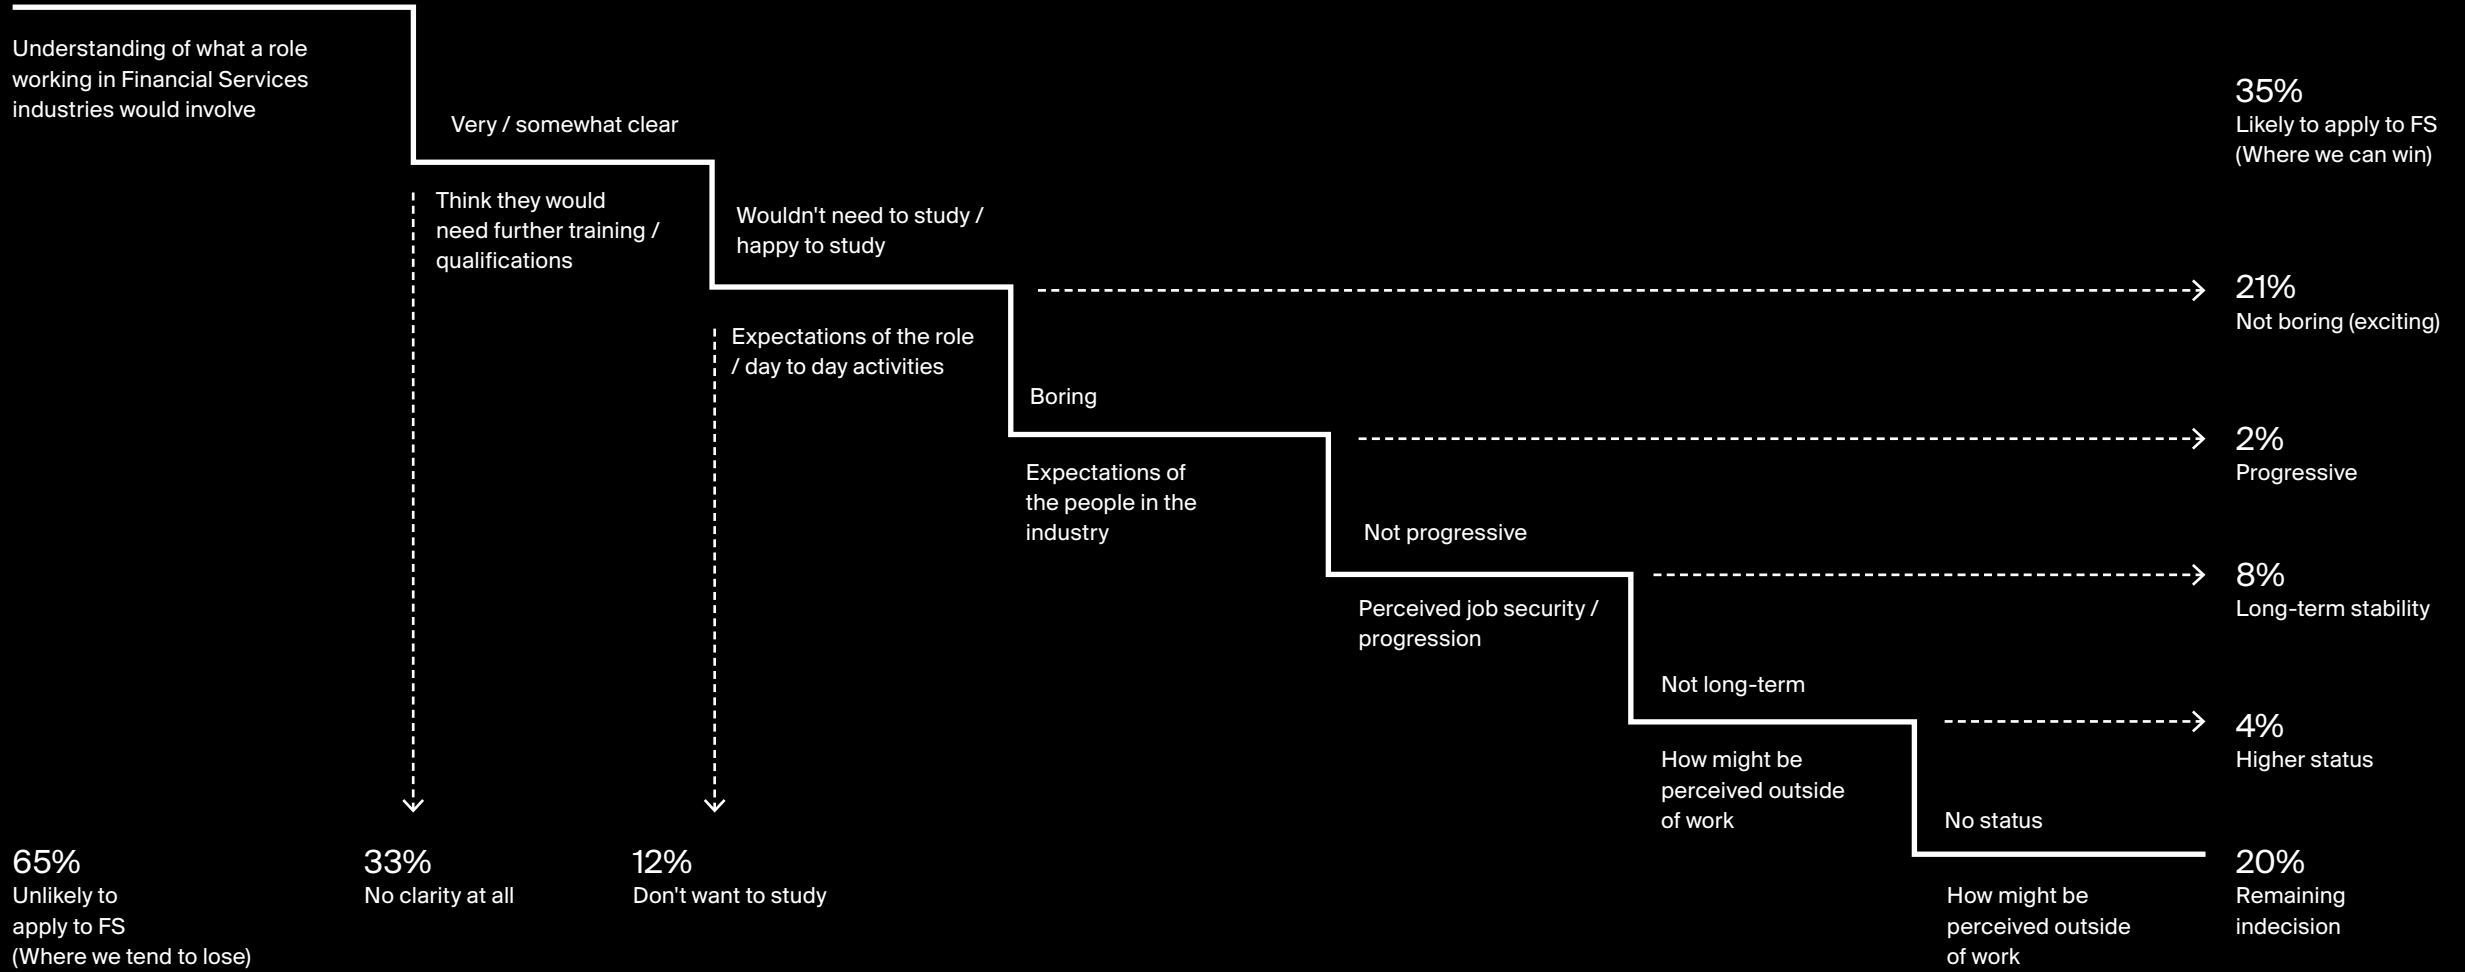 Understanding of what a role
working in Financial Services
industries would involve
Very / somewhat clear
35%
Likely to apply to FS
(Where we can win)
Think they would
need further training /
qualifications
Wouldn't need to study /
happy to study
21%
Not boring (exciting)
Expectations of the role
/ day to day activities
Boring
2%
Progressive
Expectations of
the people in the
industry
Not progressive
8%
Long-term stability
Perceived job security /
progression
Not long-term
4%
Higher status
How might be
perceived outside
of work
No status
65%
Unlikely to
apply to FS
(Where we tend to lose)
33%
No clarity at all
12%
Don't want to study
How might be
perceived outside
of work
20%
Remaining
indecision